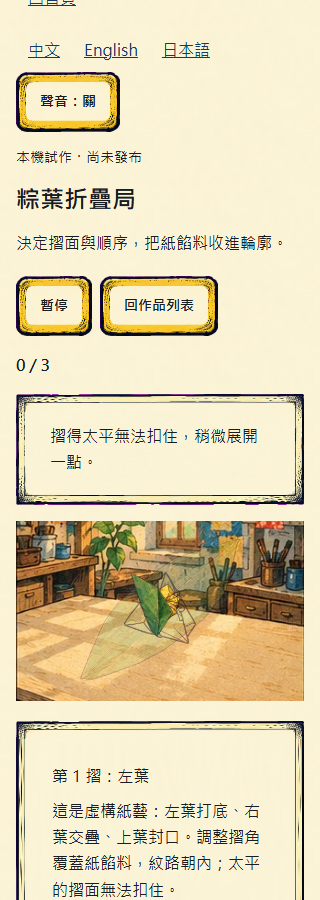 回首頁
中文 English 日本語
聲音：關
本機試作・尚未發布
粽葉折疊局
決定摺面與順序，把紙餡料收進輪廓。
暫停 回作品列表
0 / 3
摺得太平無法扣住，稍微展開
一點。
第 1 摺：左葉
這是虛構紙藝：左葉打底、右
葉交疊、上葉封口。調整摺角
覆蓋紙餡料，紋路朝內；太平
的摺面無法扣住。